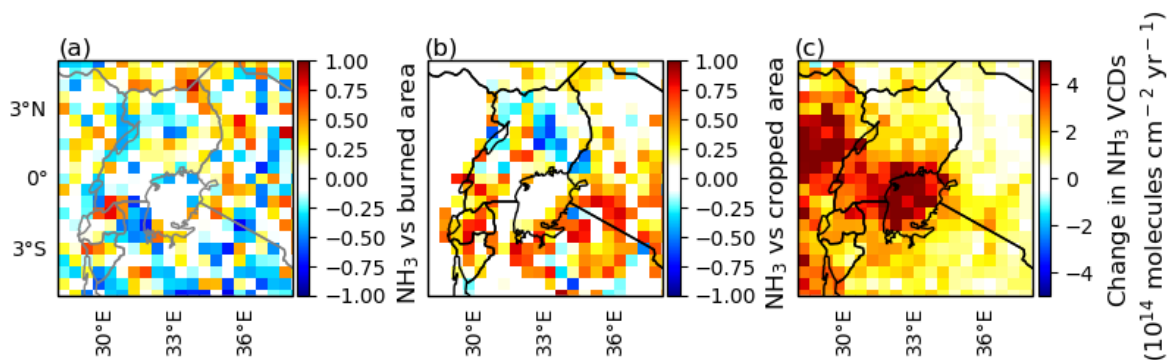 (a)
(b)
(c)
3°N
0°
3°S
30°E
33°E
36°E
1.00
0.75
0.50
0.25
0.00
−0.25
−0.50
−0.75
−1.00
NH₃ vs burned area
30°E
33°E
36°E
1.00
0.75
0.50
0.25
0.00
−0.25
−0.50
−0.75
−1.00
NH₃ vs cropped area
30°E
33°E
36°E
4
2
0
−2
−4
Change in NH₃ VCDs
(10¹⁴ molecules cm⁻² yr⁻¹)